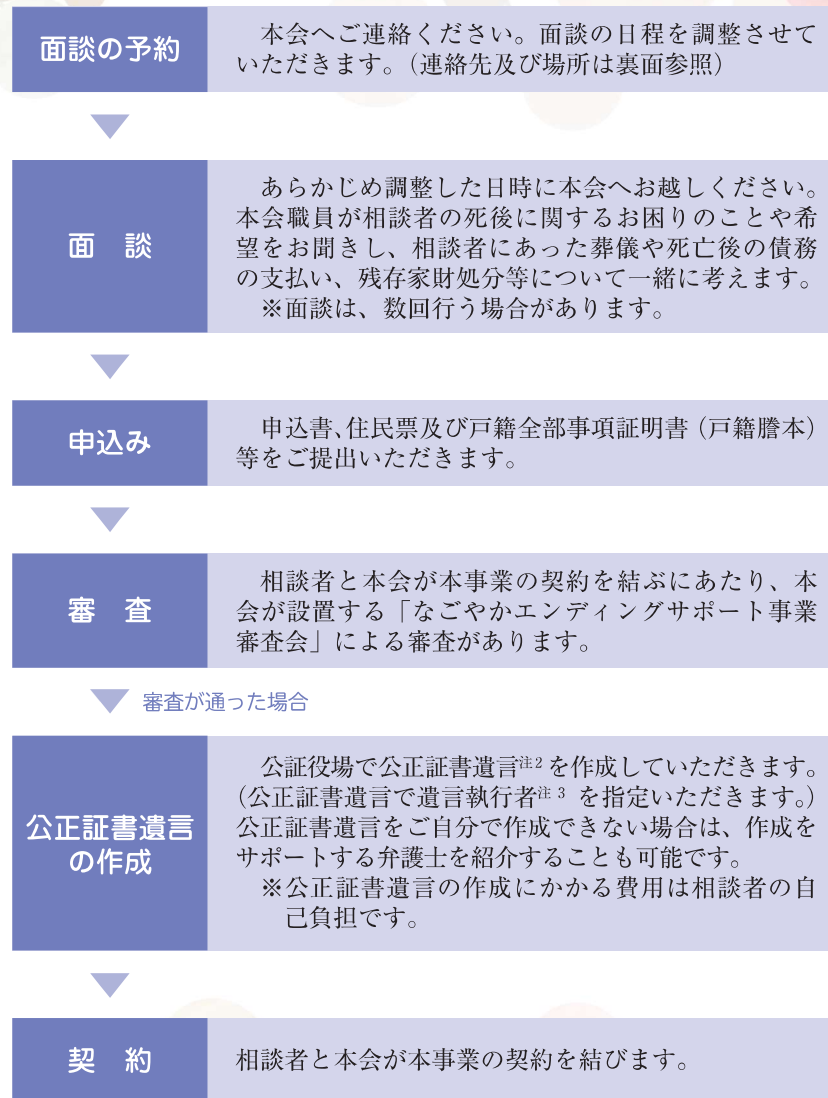 面談の予約
　本会へご連絡ください。面談の日程を調整させて
いただきます。（連絡先及び場所は裏面参照）
面　談
　あらかじめ調整した日時に本会へお越しください。
本会職員が相談者の死後に関するお困りのことや希
望をお聞きし、相談者にあった葬儀や死亡後の債務
の支払い、残存家財処分等について一緒に考えます。
※面談は、数回行う場合があります。
申込み
　申込書、住民票及び戸籍全部事項証明書（戸籍謄本）
等をご提出いただきます。
審　査
　相談者と本会が本事業の契約を結ぶにあたり、本
会が設置する「なごやかエンディングサポート事業
審査会」による審査があります。
審査が通った場合
公正証書遺言
の作成
　公証役場で公正証書遺言注2を作成していただきます。
（公正証書遺言で遺言執行者注3 を指定いただきます。）
公正証書遺言をご自分で作成できない場合は、作成を
サポートする弁護士を紹介することも可能です。
※公正証書遺言の作成にかかる費用は相談者の自
己負担です。
契　約
相談者と本会が本事業の契約を結びます。